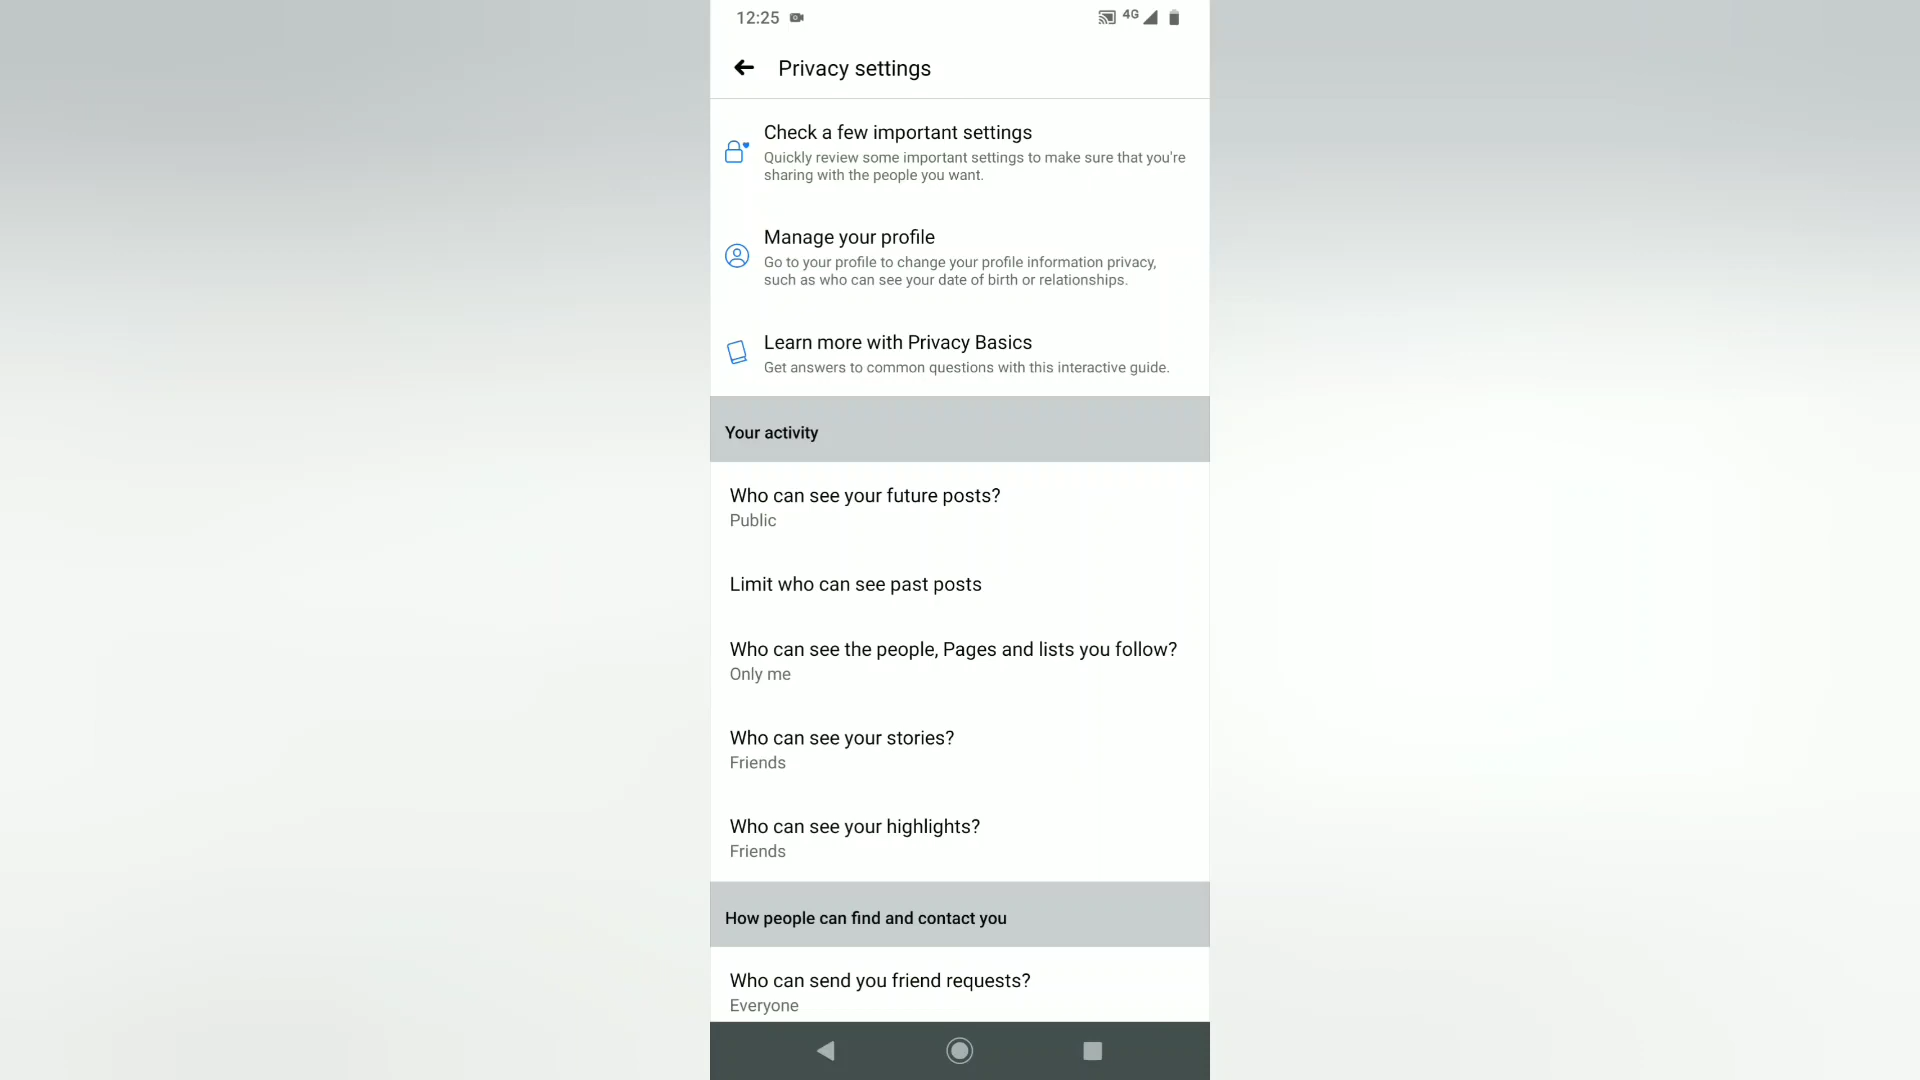 12:25
4G
Privacy settings
Check a few important settings
Quickly review some important settings to make sure that you're
sharing with the people you want.
Manage your profile
Go to your profile to change your profile information privacy,
such as who can see your date of birth or relationships.
Learn more with Privacy Basics
Get answers to common questions with this interactive guide.
Your activity
Who can see your future posts?
Public
Limit who can see past posts
Who can see the people, Pages and lists you follow?
Only me
Who can see your stories?
Friends
Who can see your highlights?
Friends
How people can find and contact you
Who can send you friend requests?
Everyone